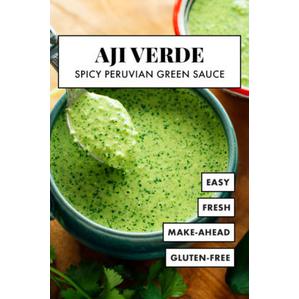 AJI VERDE
SPICY PERUVIAN GREEN SAUCE
EASY
FRESH
MAKE-AHEAD
GLUTEN-FREE